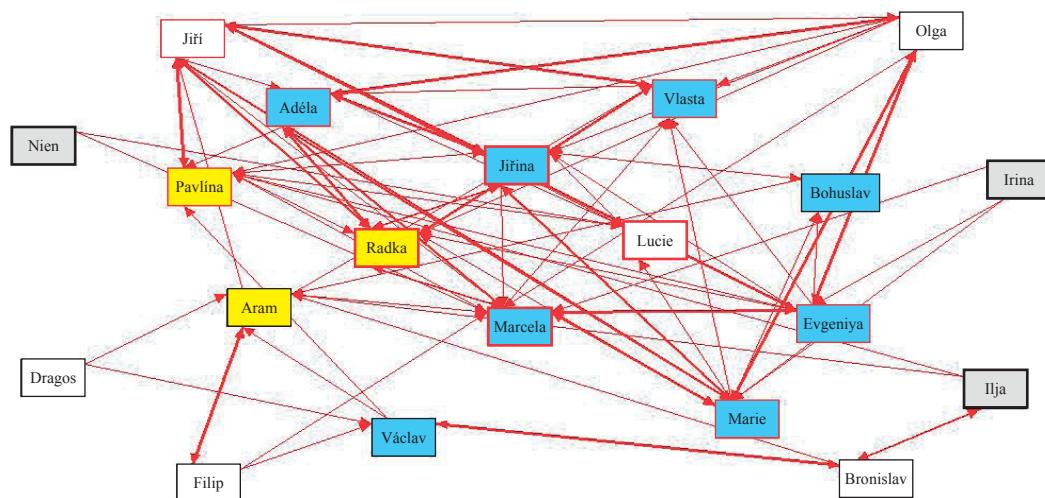 Jiří
Olga
Adéla
Vlasta
Nien
Jiřina
Pavlína
Bohuslav
Irina
Radka
Lucie
Aram
Marcela
Evgeniya
Dragos
Ilja
Marie
Václav
Filip
Bronislav